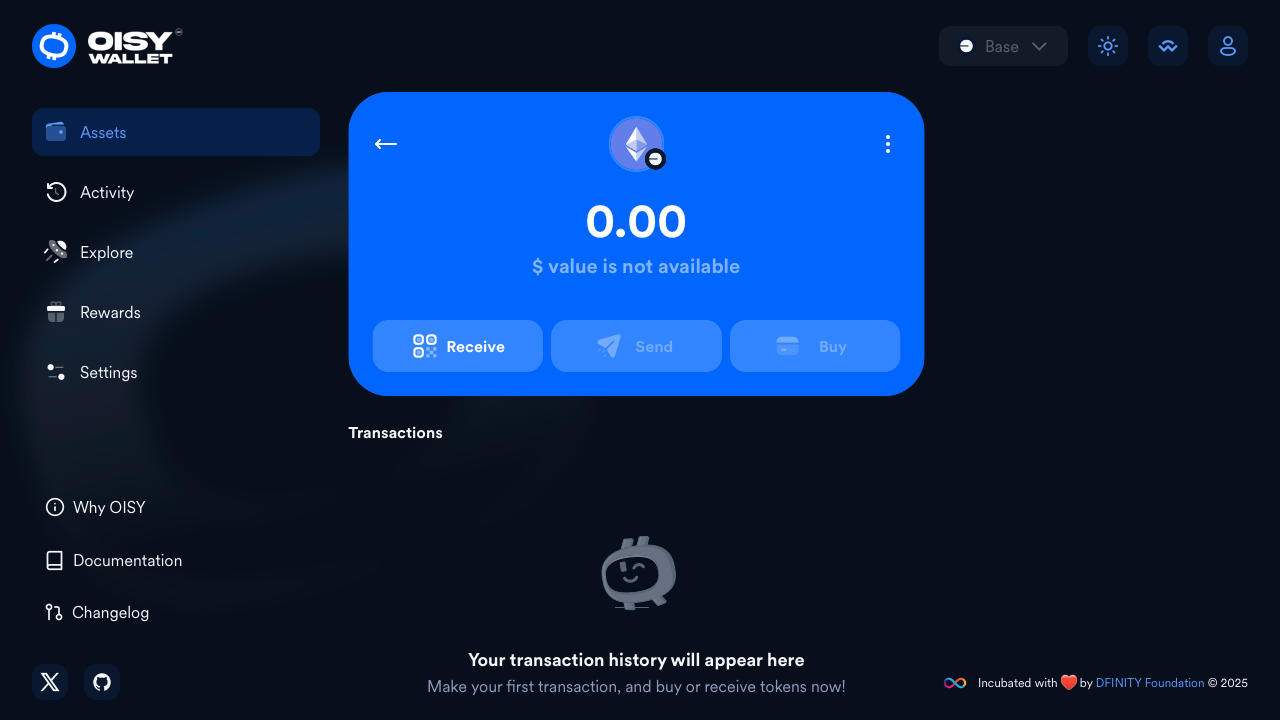 OISY
WALLET
Base
Assets
Activity
Explore
Rewards
Settings
Why OISY
Documentation
Changelog
0.00
$ value is not available
Receive
Send
Buy
Transactions
Your transaction history will appear here
Make your first transaction, and buy or receive tokens now!
Incubated with ❤️ by DFINITY Foundation © 2025